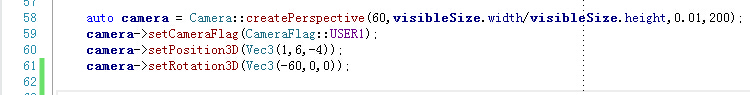 58 auto camera = Camera::createPerspective(60,visibleSize.width/visibleSize.height,0.01,200);
59 camera->setCameraFlag(CameraFlag::USER1);
60 camera->setPosition3D(Vec3(1,6,-4));
61 camera->setRotation3D(Vec3(-60,0,0));
62